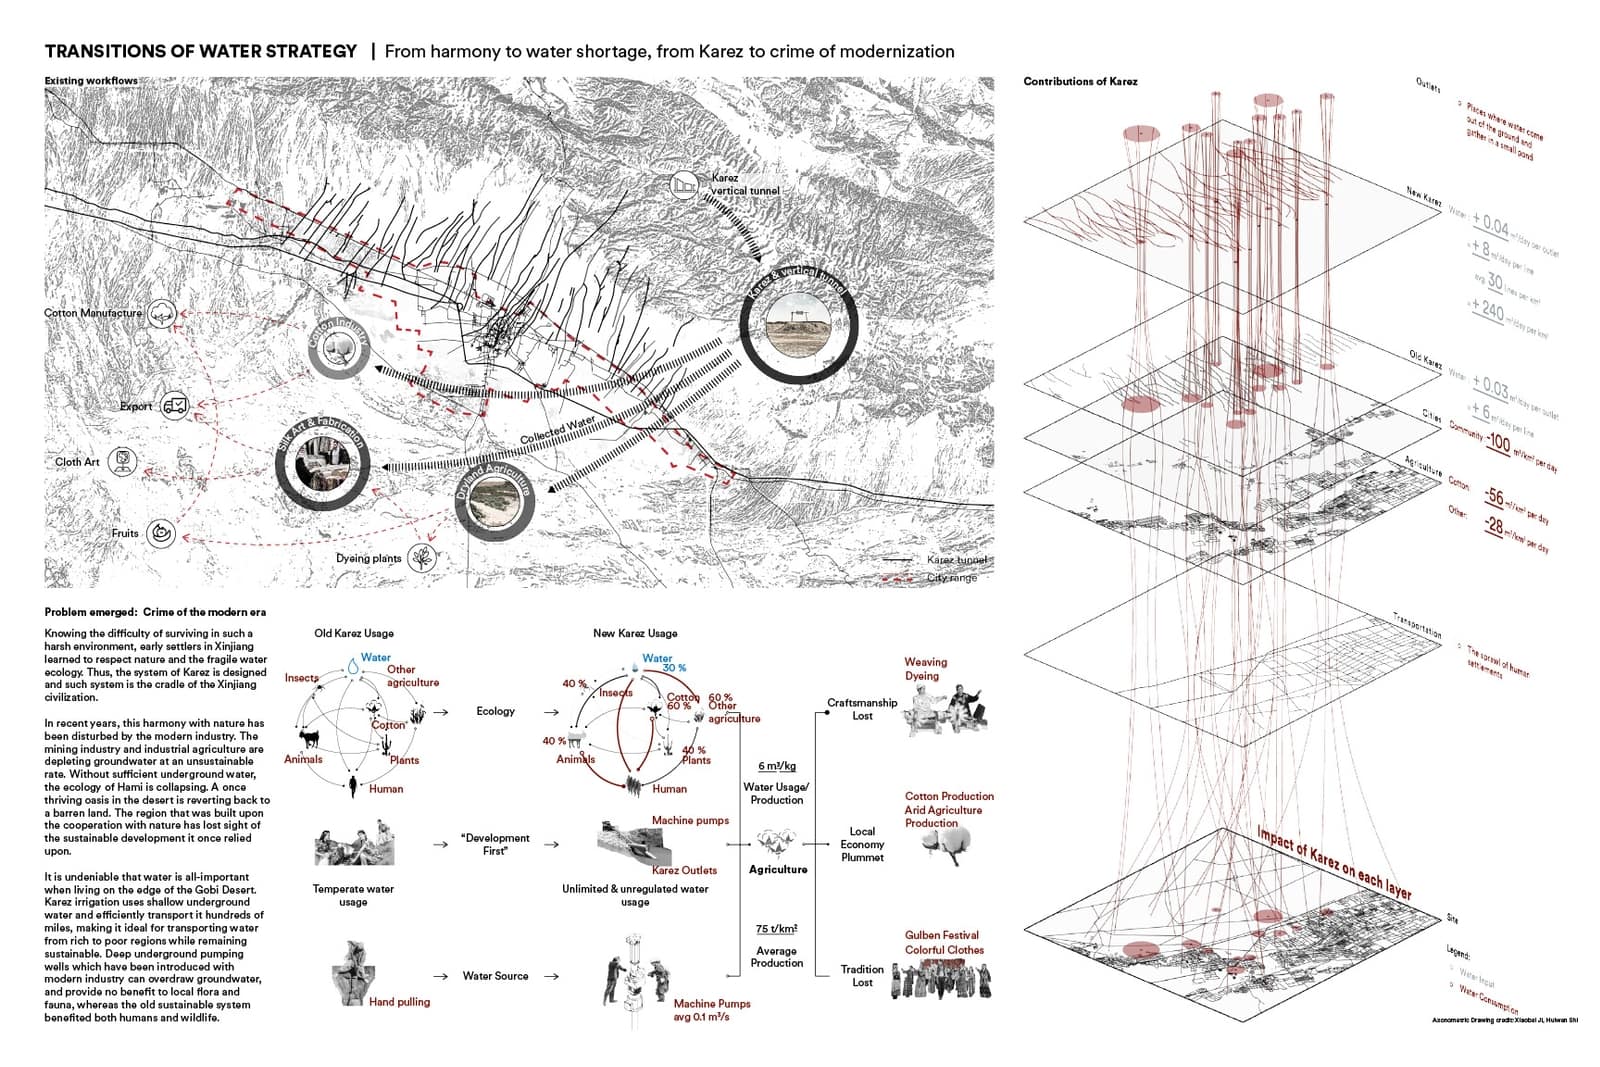 TRANSITIONS OF WATER STRATEGY | From harmony to water shortage, from Karez to crime of modernization
Existing workflows
Karez
vertical tunnel
Karez & vertical tunnel
Cotton Manufacture
Cotton Industry
Export
Silk Art & Fabrication
Collected Water
Cloth Art
Dryland Agriculture
Fruits
Dyeing plants
Karez tunnel
City range
Problem emerged: Crime of the modern era
Knowing the difficulty of surviving in such a
harsh environment, early settlers in Xinjiang
learned to respect nature and the fragile water
ecology. Thus, the system of Karez is designed
and such system is the cradle of the Xinjiang
civilization.
In recent years, this harmony with nature has
been disturbed by the modern industry. The
mining industry and industrial agriculture are
depleting groundwater at an unsustainable
rate. Without sufficient underground water,
the ecology of Hami is collapsing. A once
thriving oasis in the desert is reverting back to
a barren land. The region that was built upon
the cooperation with nature has lost sight of
the sustainable development it once relied
upon.
It is undeniable that water is all-important
when living on the edge of the Gobi Desert.
Karez irrigation uses shallow underground
water and efficiently transport it hundreds of
miles, making it ideal for transporting water
from rich to poor regions while remaining
sustainable. Deep underground pumping
wells which have been introduced with
modern industry can overdraw groundwater,
and provide no benefit to local flora and
fauna, whereas the old sustainable system
benefited both humans and wildlife.
Old Karez Usage
Water
Insects
Other
agriculture
Cotton
Animals
Plants
Human
Temperate water
usage
Hand pulling
Ecology
"Development
First"
Water Source
New Karez Usage
Water
30 %
40 %
Insects
Cotton
60 %
60 %
Other
agriculture
40 %
Animals
40 %
Plants
Human
Machine pumps
Karez Outlets
Unlimited & unregulated water
usage
Machine Pumps
avg 0.1 m³/s
6 m³/kg
Water Usage/
Production
Agriculture
75 t/km²
Average
Production
Craftsmanship
Lost
Local
Economy
Plummet
Tradition
Lost
Weaving
Dyeing
Cotton Production
Arid Agriculture
Production
Gulben Festival
Colorful Clothes
Contributions of Karez
Outlets
Places where water come
out of the ground and
gather in a small pond
New Karez
Water:
+ 0.04 m³/day per outlet
+ 8 m³/day per line
avg 30 lines per km²
+ 240 m³/day per km²
Old Karez
Water:
+ 0.03 m³/day per outlet
+ 6 m³/day per line
Cities
Community: -100 m³/km² per day
Agriculture
Cotton: -56 m³/km² per day
Other: -28 m³/km² per day
Transportation
The sprawl of human
settlements
Impact of Karez on each layer
Site
Legend:
Water Input
Water Consumption
Axonometric Drawing credit: Xiaobai Ji, Huiwan Shi